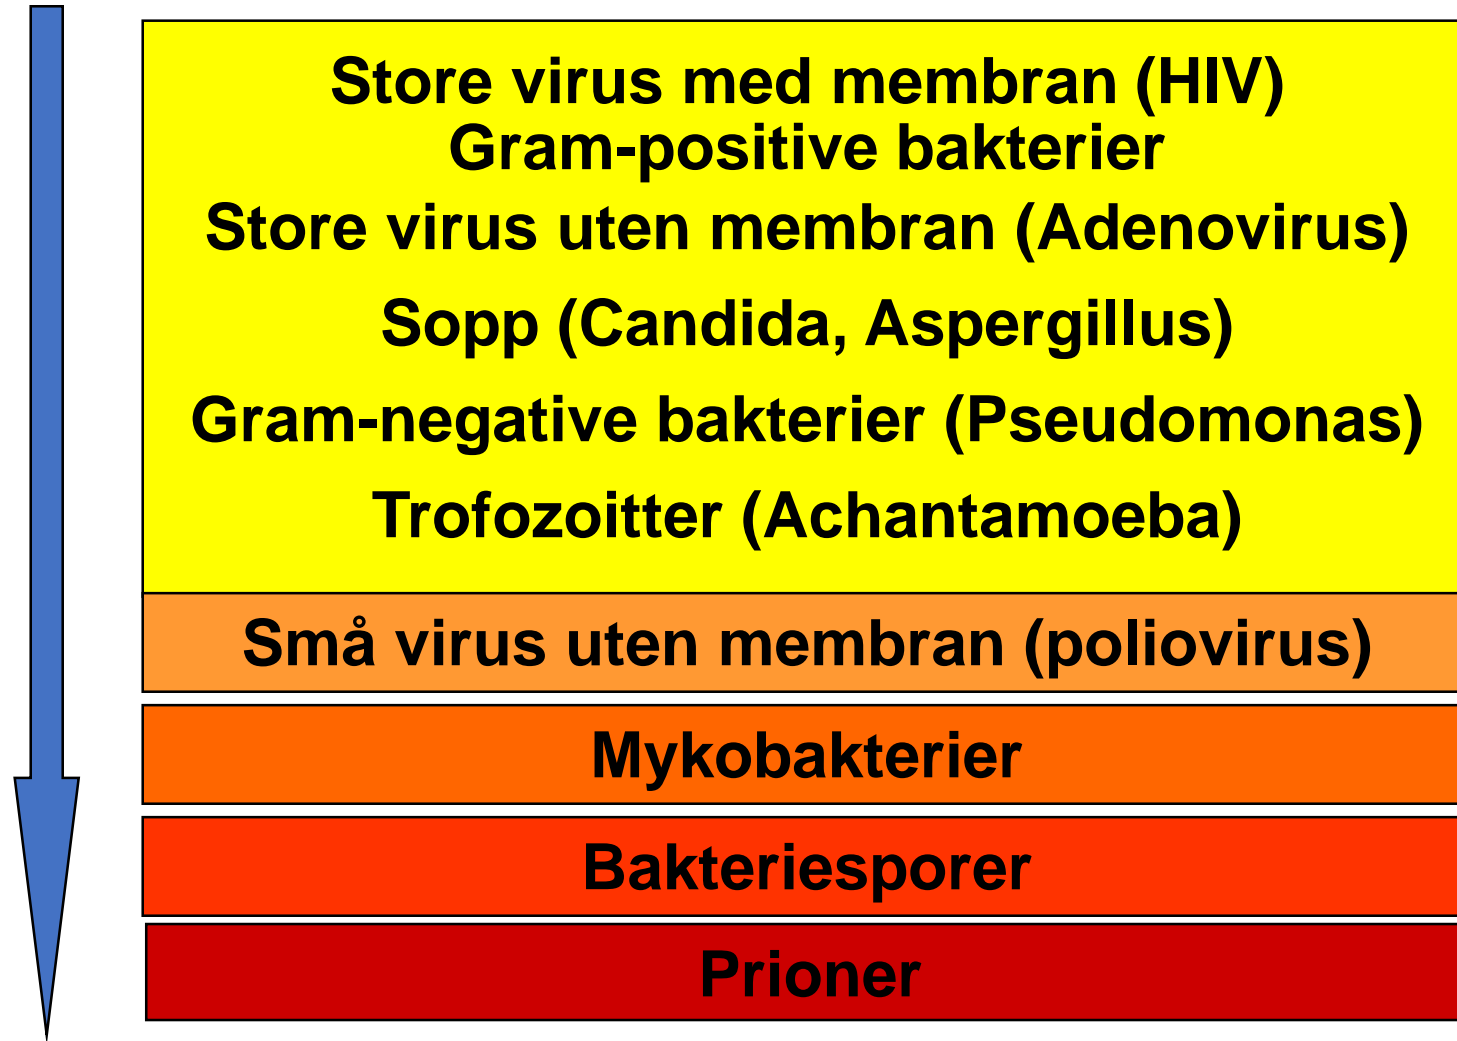 Store virus med membran (HIV)
Gram-positive bakterier
Store virus uten membran (Adenovirus)
Sopp (Candida, Aspergillus)
Gram-negative bakterier (Pseudomonas)
Trofozoitter (Achantamoeba)
Små virus uten membran (poliovirus)
Mykobakterier
Bakteriesporer
Prioner